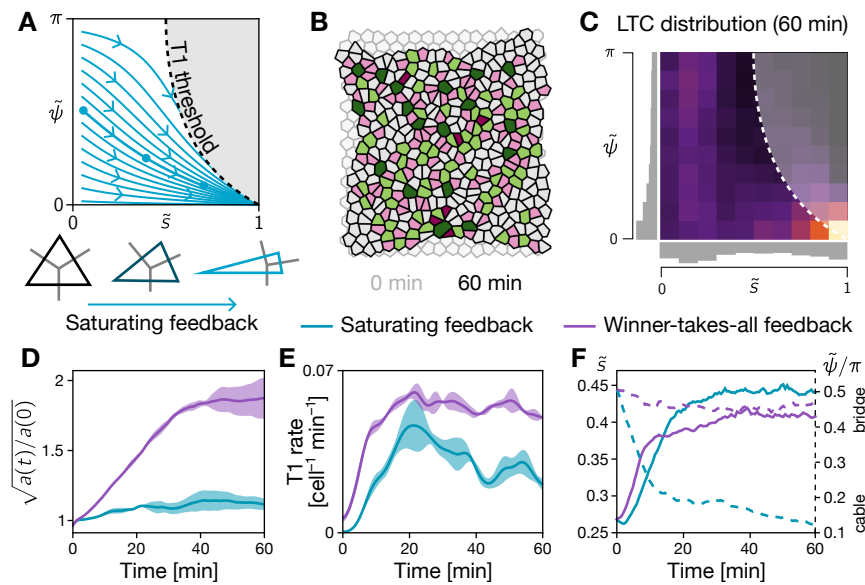 A
π
ψ̃
0
T1 threshold
0
s̃
1
Saturating feedback
B
0 min
60 min
C
LTC distribution (60 min)
π
ψ̃
0
0
s̃
1
Saturating feedback
Winner-takes-all feedback
D
2
1.5
1
√a(t)/a(0)
0
20
40
60
Time [min]
E
0.07
0
T1 rate
[cell⁻¹ min⁻¹]
0
20
40
60
Time [min]
F
s̃
ψ̃/π
0.45
0.4
0.35
0.3
0.25
0.5
0.4
0.3
0.2
0.1
bridge
cable
0
20
40
60
Time [min]